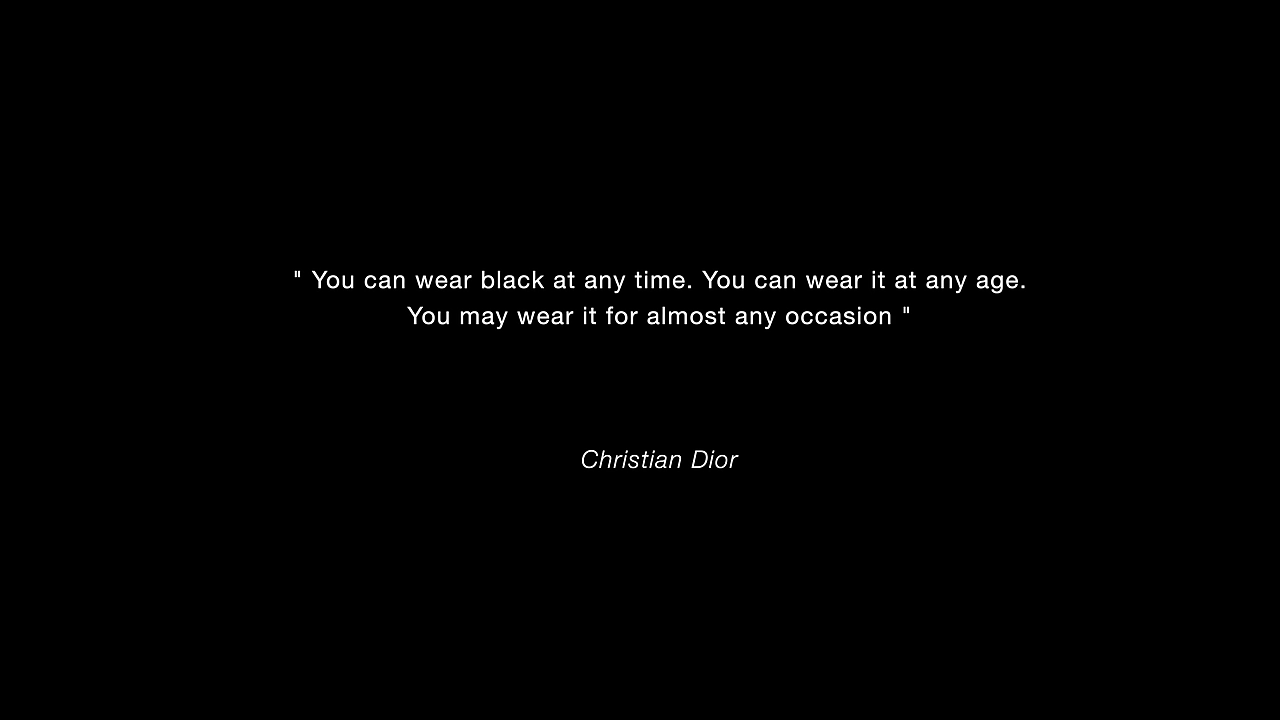 " You can wear black at any time. You can wear it at any age.
You may wear it for almost any occasion "
Christian Dior